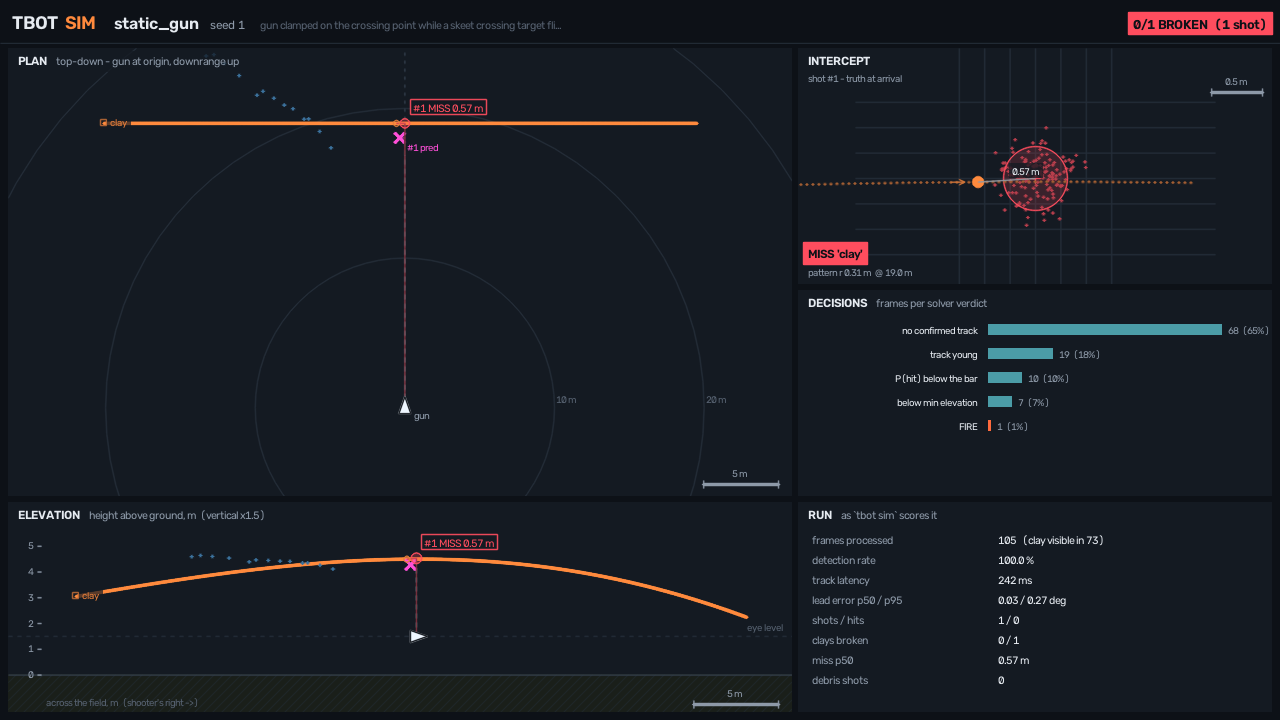 TBOT SIM static_gun seed 1 gun clamped on the crossing point while a skeet crossing target fli… 0/1 BROKEN (1 shot)
PLAN top-down - gun at origin, downrange up
#1 MISS 0.57 m
clay
#1 pred
10 m
20 m
gun
5 m
INTERCEPT
shot #1 - truth at arrival
0.5 m
0.57 m
MISS 'clay'
pattern r 0.31 m @ 19.0 m
DECISIONS frames per solver verdict
no confirmed track 68 (65%)
track young 19 (18%)
P(hit) below the bar 10 (10%)
below min elevation 7 (7%)
FIRE 1 (1%)
ELEVATION height above ground, m (vertical x1.5)
#1 MISS 0.57 m
5
4
3
2
1
0
clay
eye level
across the field, m (shooter's right ->)
5 m
RUN as `tbot sim` scores it
frames processed 105 (clay visible in 73)
detection rate 100.0 %
track latency 242 ms
lead error p50 / p95 0.03 / 0.27 deg
shots / hits 1 / 0
clays broken 0 / 1
miss p50 0.57 m
debris shots 0